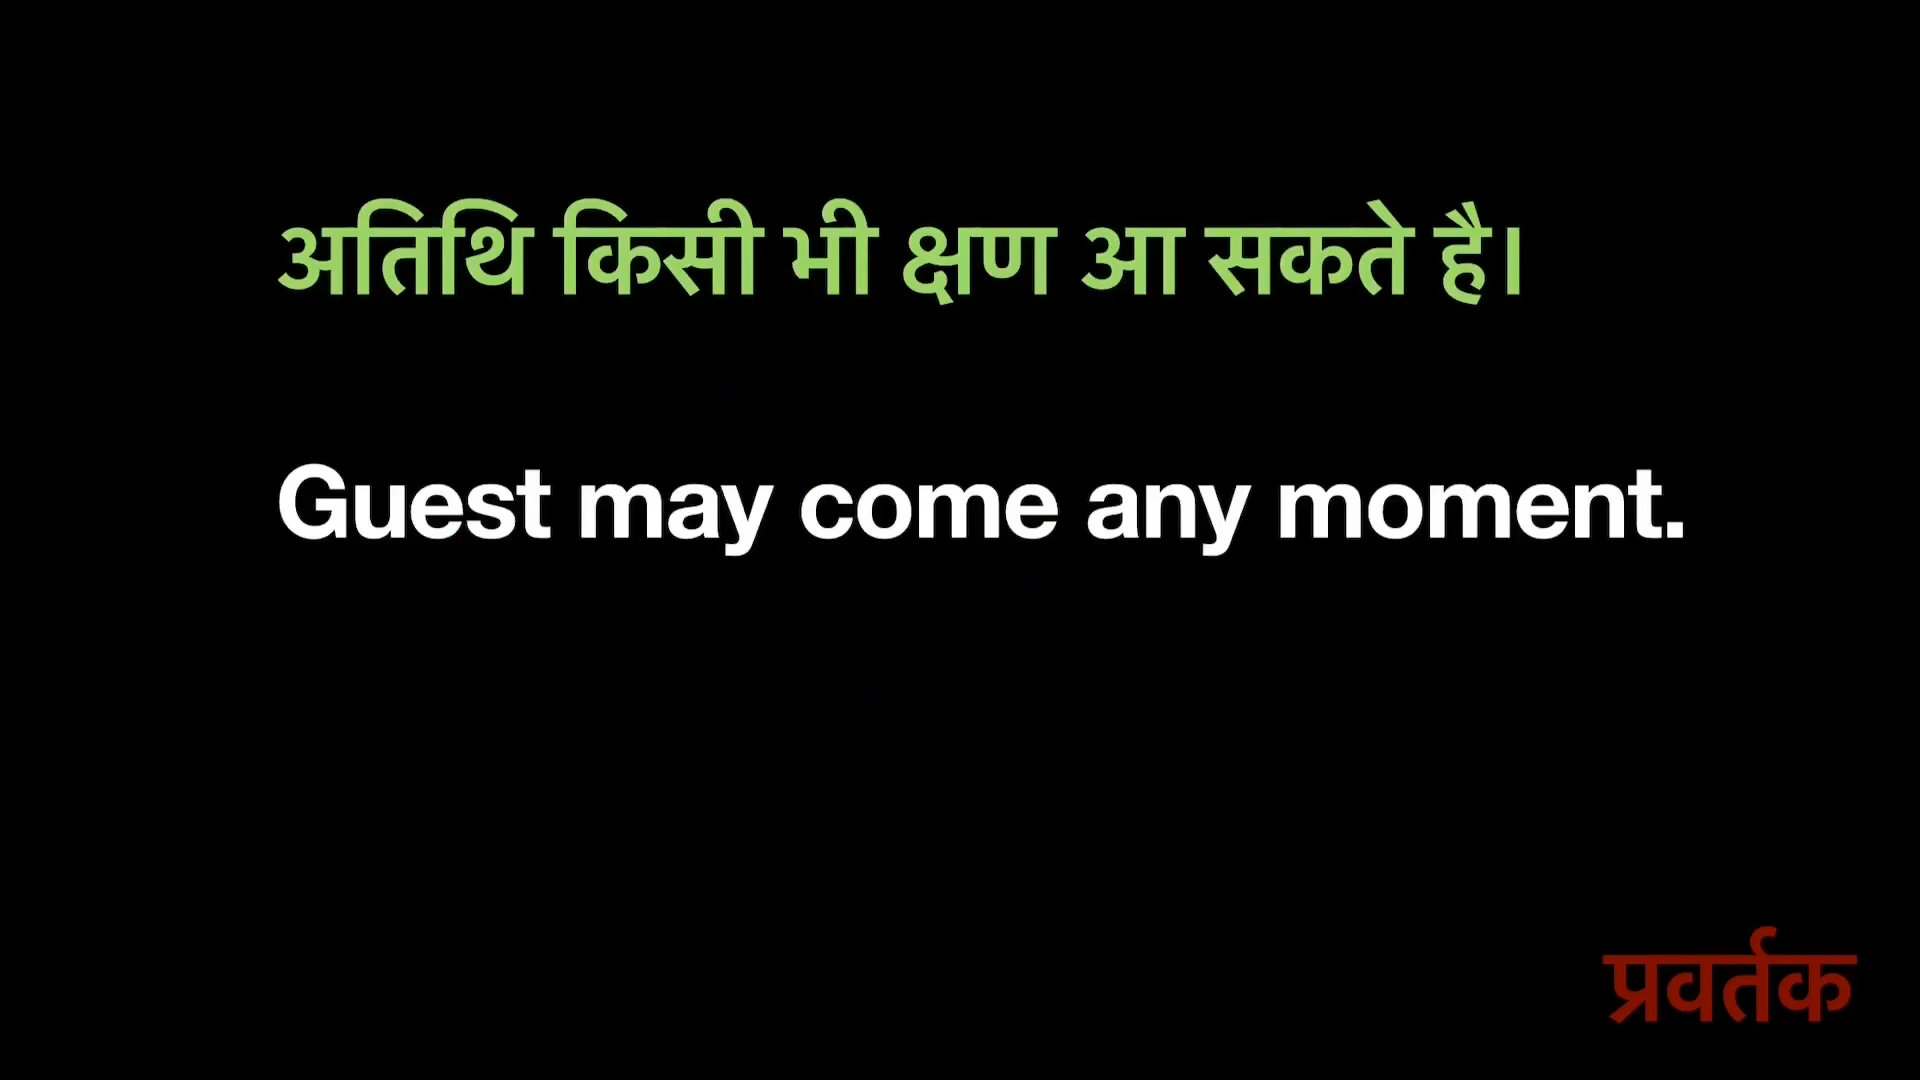 अतिथि किसी भी क्षण आ सकते है।
Guest may come any moment.
प्रवर्तक